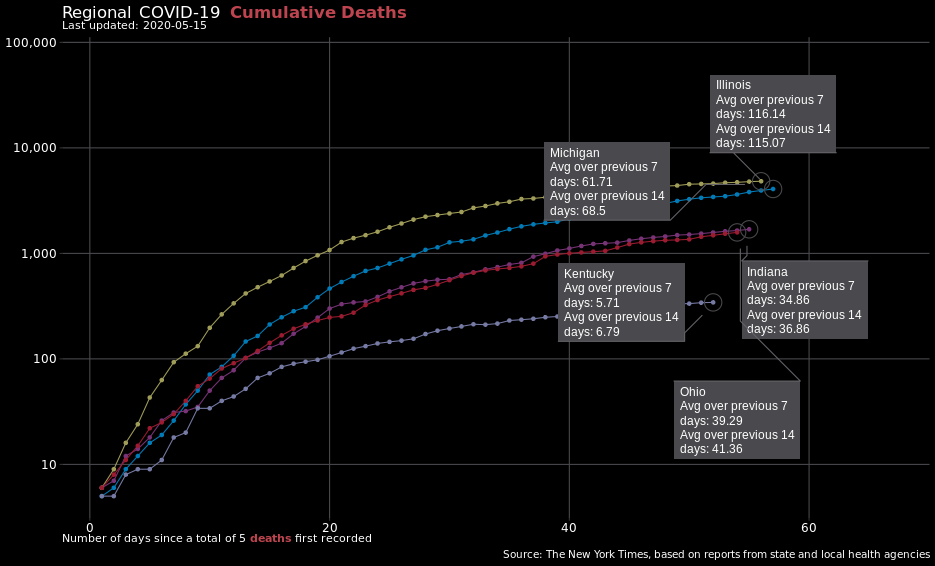 Regional COVID-19 Cumulative Deaths
Last updated: 2020-05-15
100,000
10,000
1,000
100
10
Illinois
Avg over previous 7
days: 116.14
Avg over previous 14
days: 115.07
Michigan
Avg over previous 7
days: 61.71
Avg over previous 14
days: 68.5
Kentucky
Avg over previous 7
days: 5.71
Avg over previous 14
days: 6.79
Indiana
Avg over previous 7
days: 34.86
Avg over previous 14
days: 36.86
Ohio
Avg over previous 7
days: 39.29
Avg over previous 14
days: 41.36
0 20 40 60
Number of days since a total of 5 deaths first recorded
Source: The New York Times, based on reports from state and local health agencies